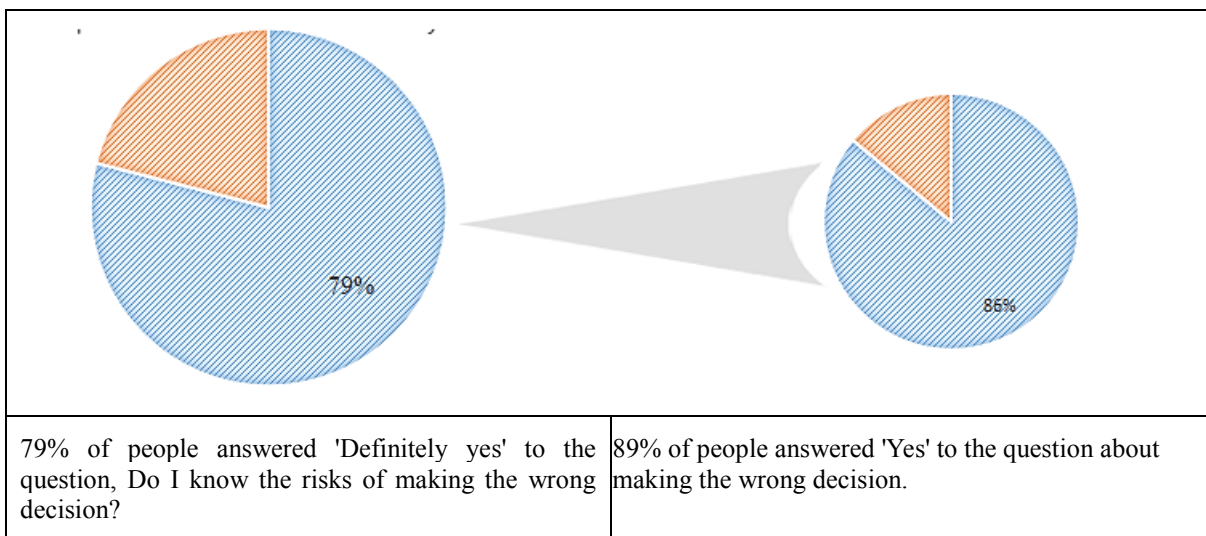 79%
86%
79% of people answered 'Definitely yes' to the
question, Do I know the risks of making the wrong
decision?
89% of people answered 'Yes' to the question about
making the wrong decision.